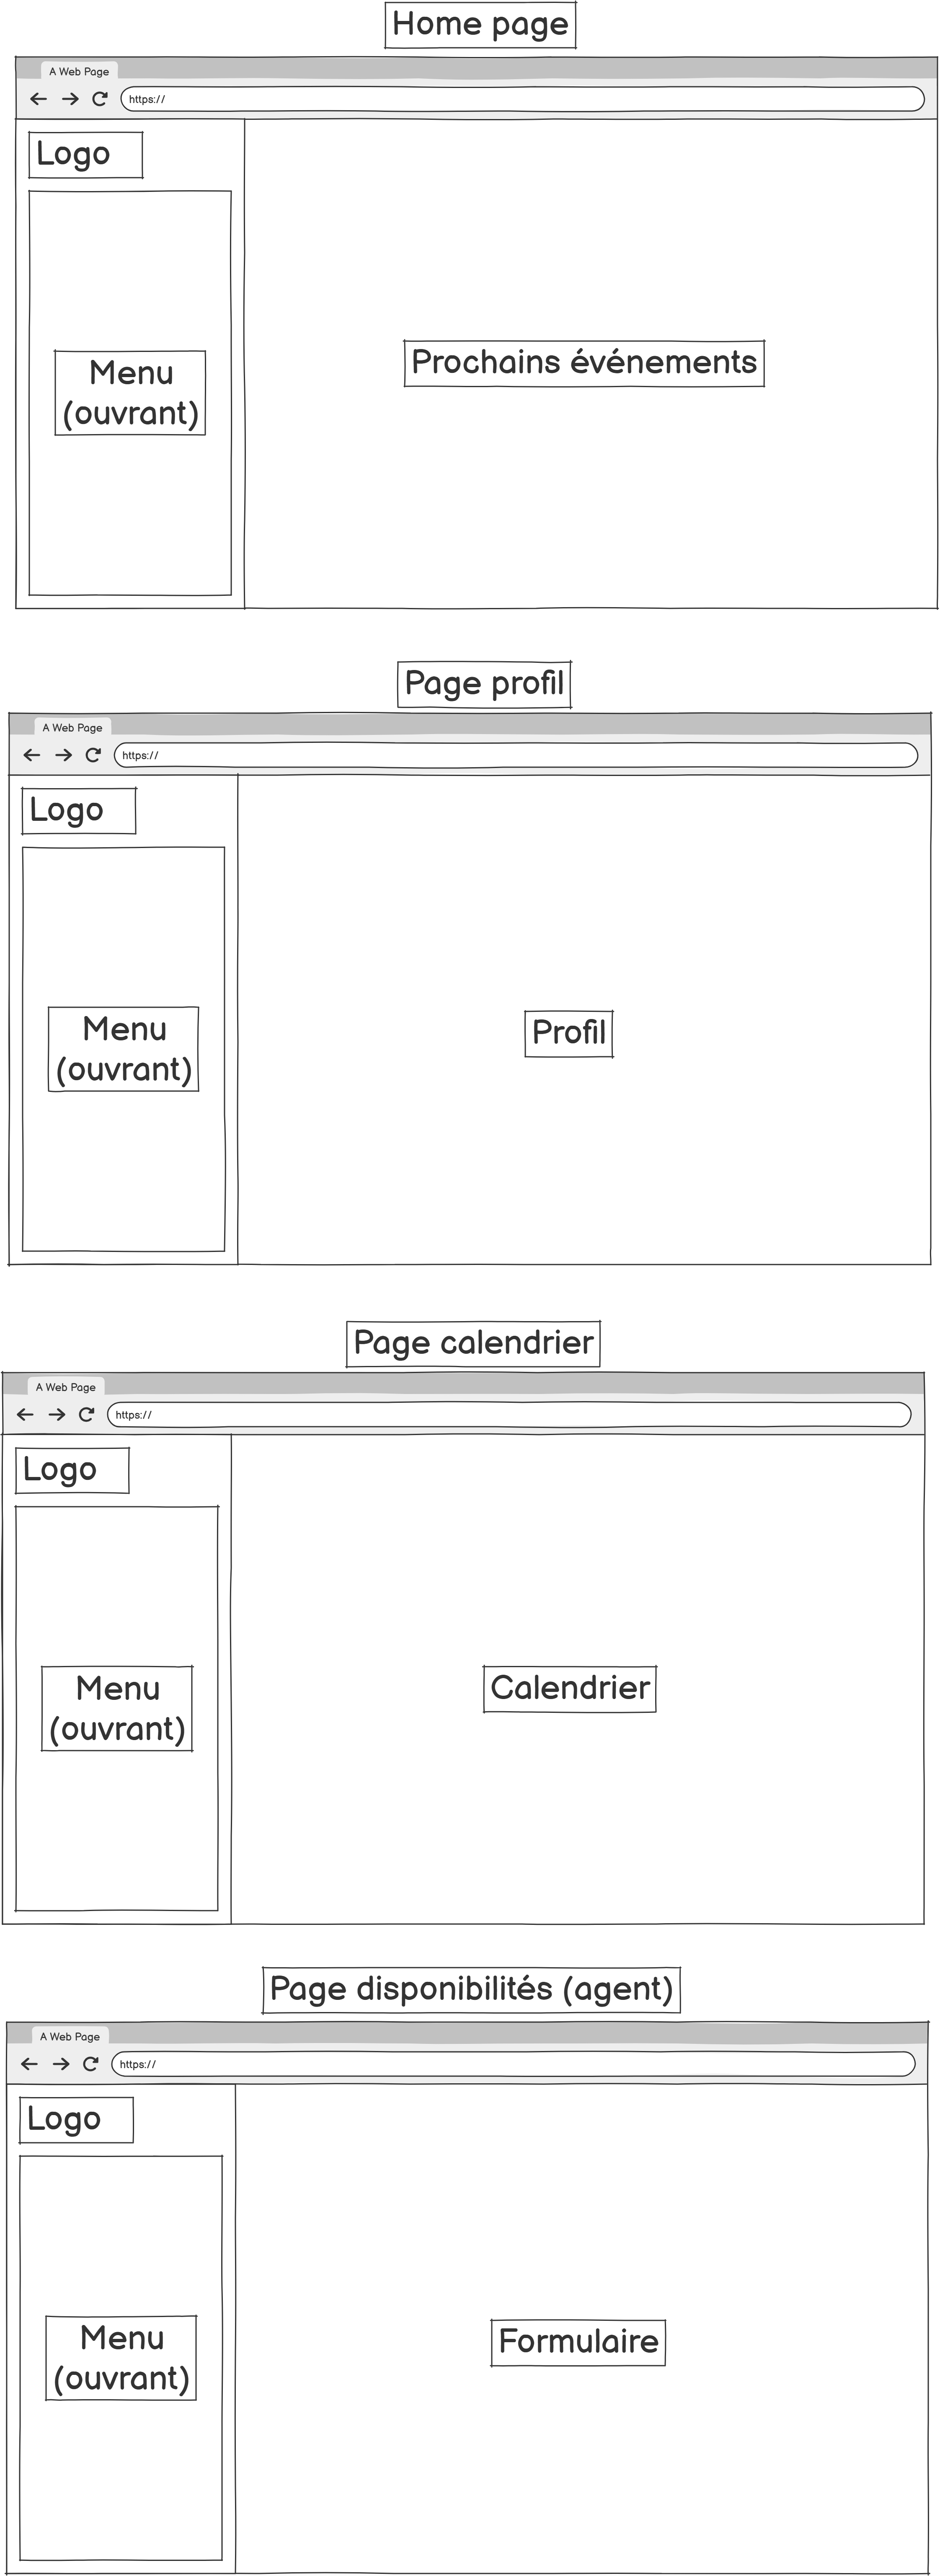 Home page
A Web Page
https://
Logo
Menu
(ouvrant)
Prochains événements
Page profil
A Web Page
https://
Logo
Menu
(ouvrant)
Profil
Page calendrier
A Web Page
https://
Logo
Menu
(ouvrant)
Calendrier
Page disponibilités (agent)
A Web Page
https://
Logo
Menu
(ouvrant)
Formulaire